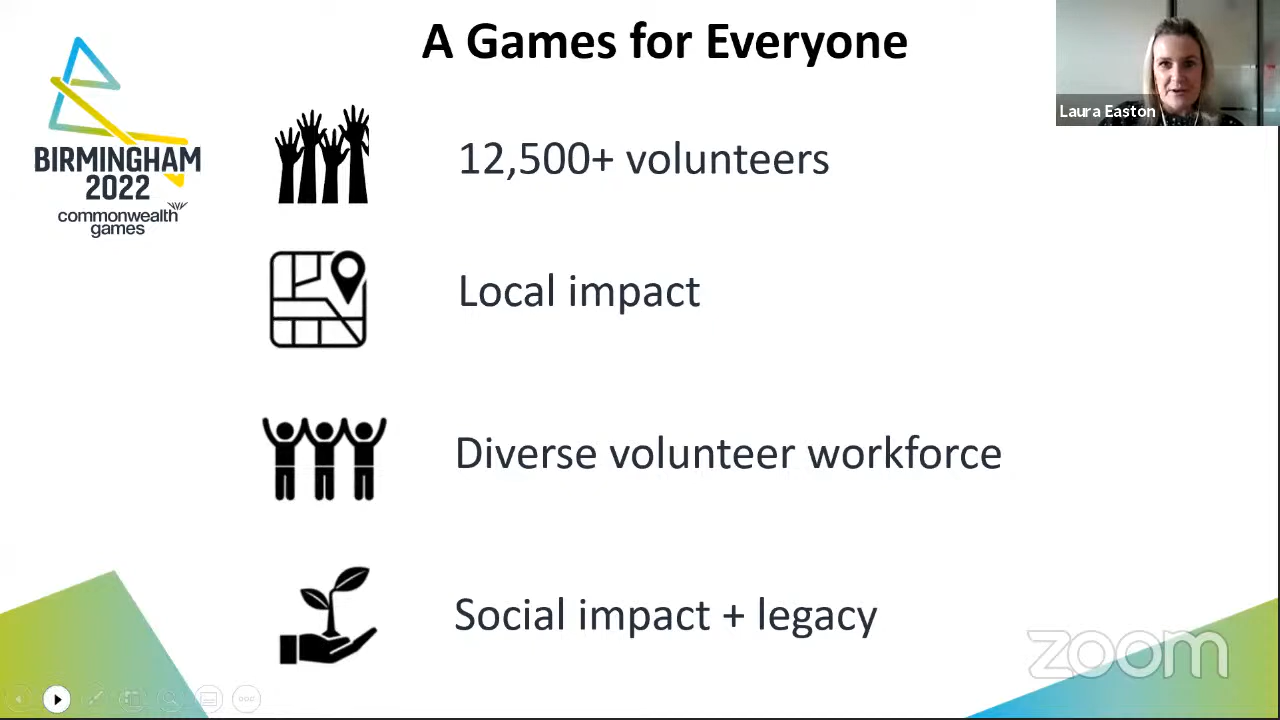 A Games for Everyone
Laura Easton
BIRMINGHAM
2022
commonwealth
games
12,500+ volunteers
Local impact
Diverse volunteer workforce
Social impact + legacy
zoom